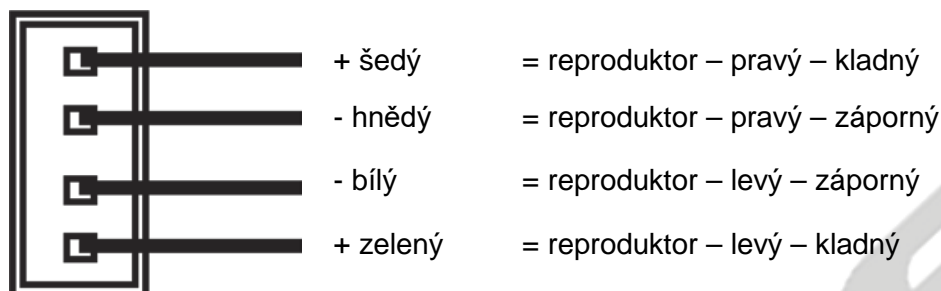 + šedý = reproduktor – pravý – kladný
- hnědý = reproduktor – pravý – záporný
- bílý = reproduktor – levý – záporný
+ zelený = reproduktor – levý – kladný